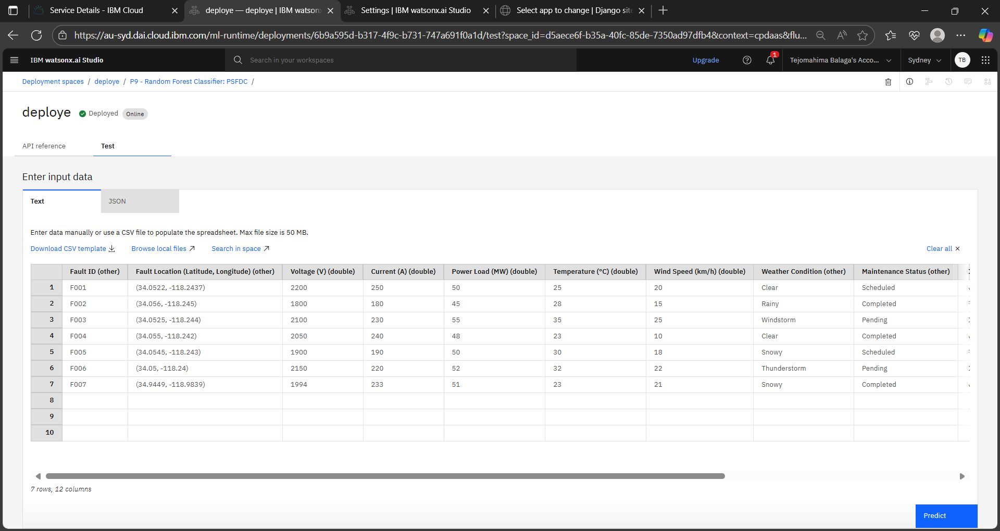 Service Details - IBM Cloud
deploye — deploye | IBM watson
Settings | IBM watsonx.ai Studio
Select app to change | Django site
https://au-syd.dai.cloud.ibm.com/ml-runtime/deployments/6b9a595d-b317-4f9c-b731-747a691f0a1d/test?space_id=d5aece6f-b35a-40fc-85de-7350ad97dfb4&context=cpdaas&flu...
IBM watsonx.ai Studio
Search in your workspaces
Upgrade
1
Tejomahima Balaga's Acco...
Sydney
TB
Deployment spaces / deploye / P9 - Random Forest Classifier: PSFDC /
deploye Deployed Online
API reference Test
Enter input data
Text JSON
Enter data manually or use a CSV file to populate the spreadsheet. Max file size is 50 MB.
Download CSV template Browse local files Search in space Clear all
Fault ID (other) Fault Location (Latitude, Longitude) (other) Voltage (V) (double) Current (A) (double) Power Load (MW) (double) Temperature (°C) (double) Wind Speed (km/h) (double) Weather Condition (other) Maintenance Status (other)
1 F001 (34.0522, -118.2437) 2200 250 50 25 20 Clear Scheduled
2 F002 (34.056, -118.245) 1800 180 45 28 15 Rainy Completed
3 F003 (34.0525, -118.244) 2100 230 55 35 25 Windstorm Pending
4 F004 (34.055, -118.242) 2050 240 48 23 10 Clear Completed
5 F005 (34.0545, -118.243) 1900 190 50 30 18 Snowy Scheduled
6 F006 (34.05, -118.24) 2150 220 52 32 22 Thunderstorm Pending
7 F007 (34.9449, -118.9839) 1994 233 51 23 21 Snowy Completed
8
9
10
7 rows, 12 columns
Predict